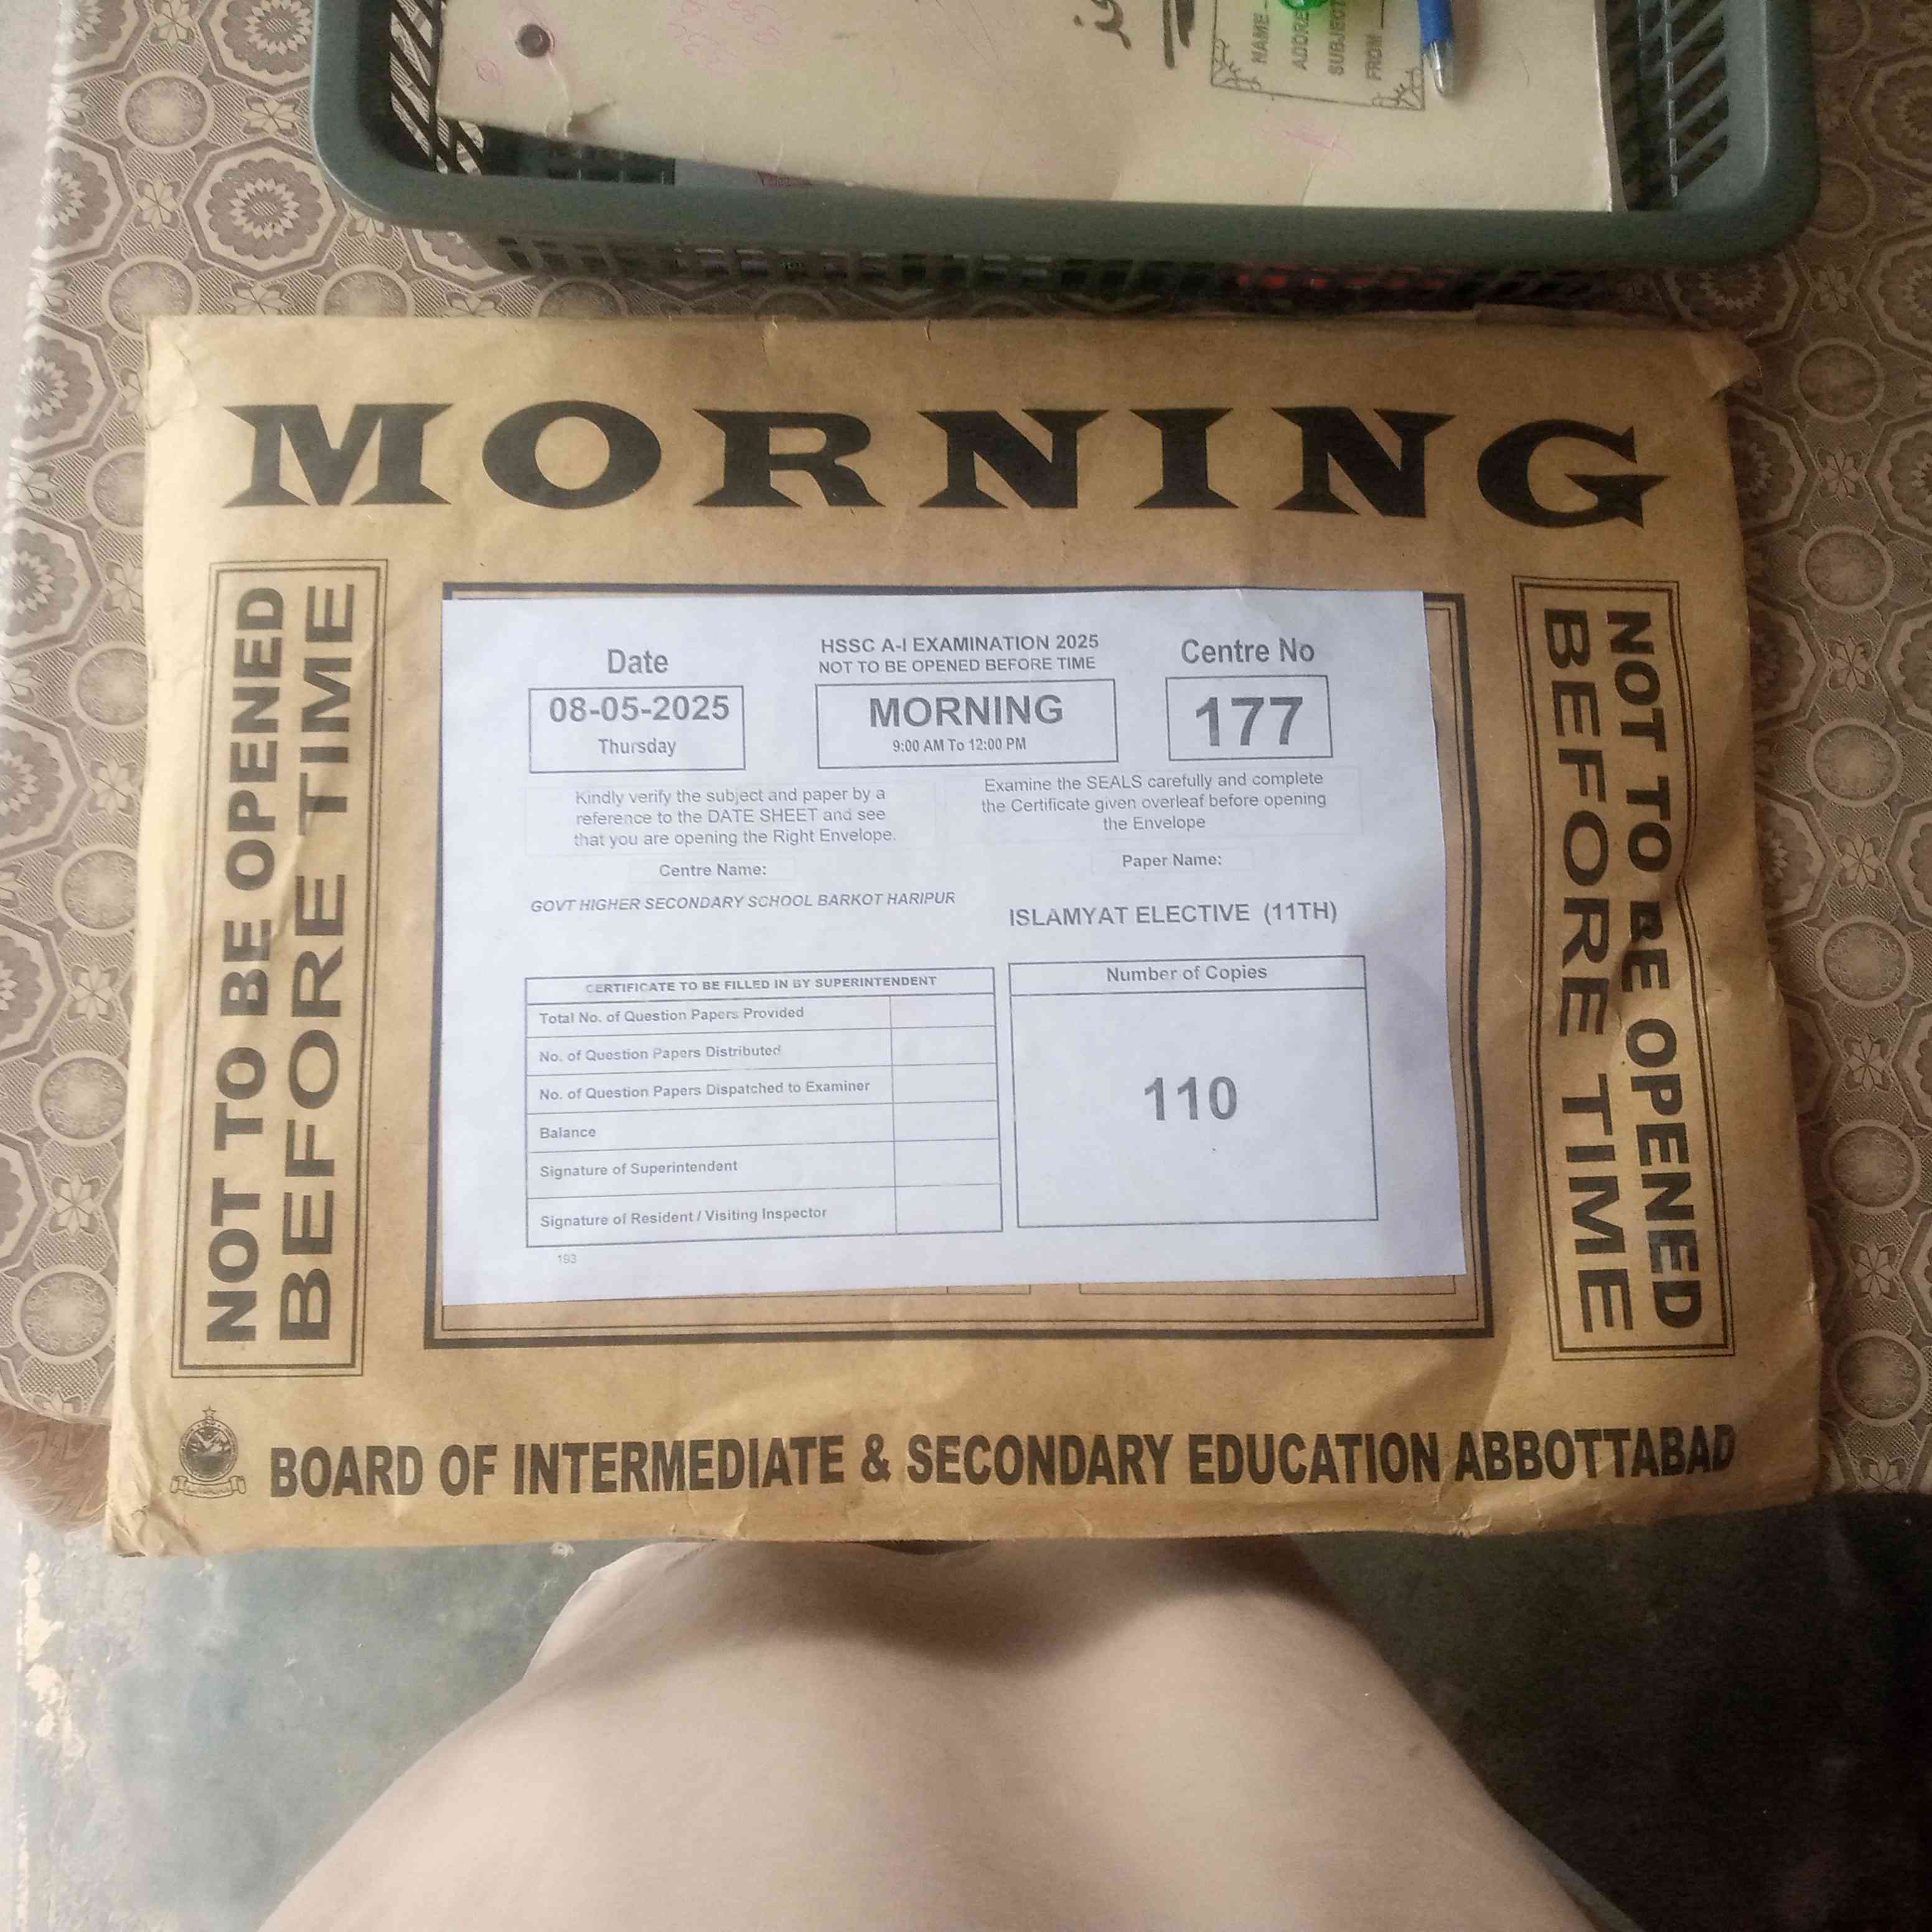 NAME
ADDRE
SUBJECT
FROM
MORNING
NOT TO BE OPENED
BEFORE TIME
Date
08-05-2025
Thursday
HSSC A-I EXAMINATION 2025
NOT TO BE OPENED BEFORE TIME
MORNING
9:00 AM To 12:00 PM
Centre No
177
Kindly verify the subject and paper by a
reference to the DATE SHEET and see
that you are opening the Right Envelope.
Examine the SEALS carefully and complete
the Certificate given overleaf before opening
the Envelope
Centre Name:
GOVT HIGHER SECONDARY SCHOOL BARKOT HARIPUR
Paper Name:
ISLAMYAT ELECTIVE (11TH)
CERTIFICATE TO BE FILLED IN BY SUPERINTENDENT
Total No. of Question Papers Provided
No. of Question Papers Distributed
No. of Question Papers Dispatched to Examiner
Balance
Signature of Superintendent
Signature of Resident / Visiting Inspector
193
Number of Copies
110
NOT TO BE OPENED
BEFORE TIME
BOARD OF INTERMEDIATE & SECONDARY EDUCATION ABBOTTABAD